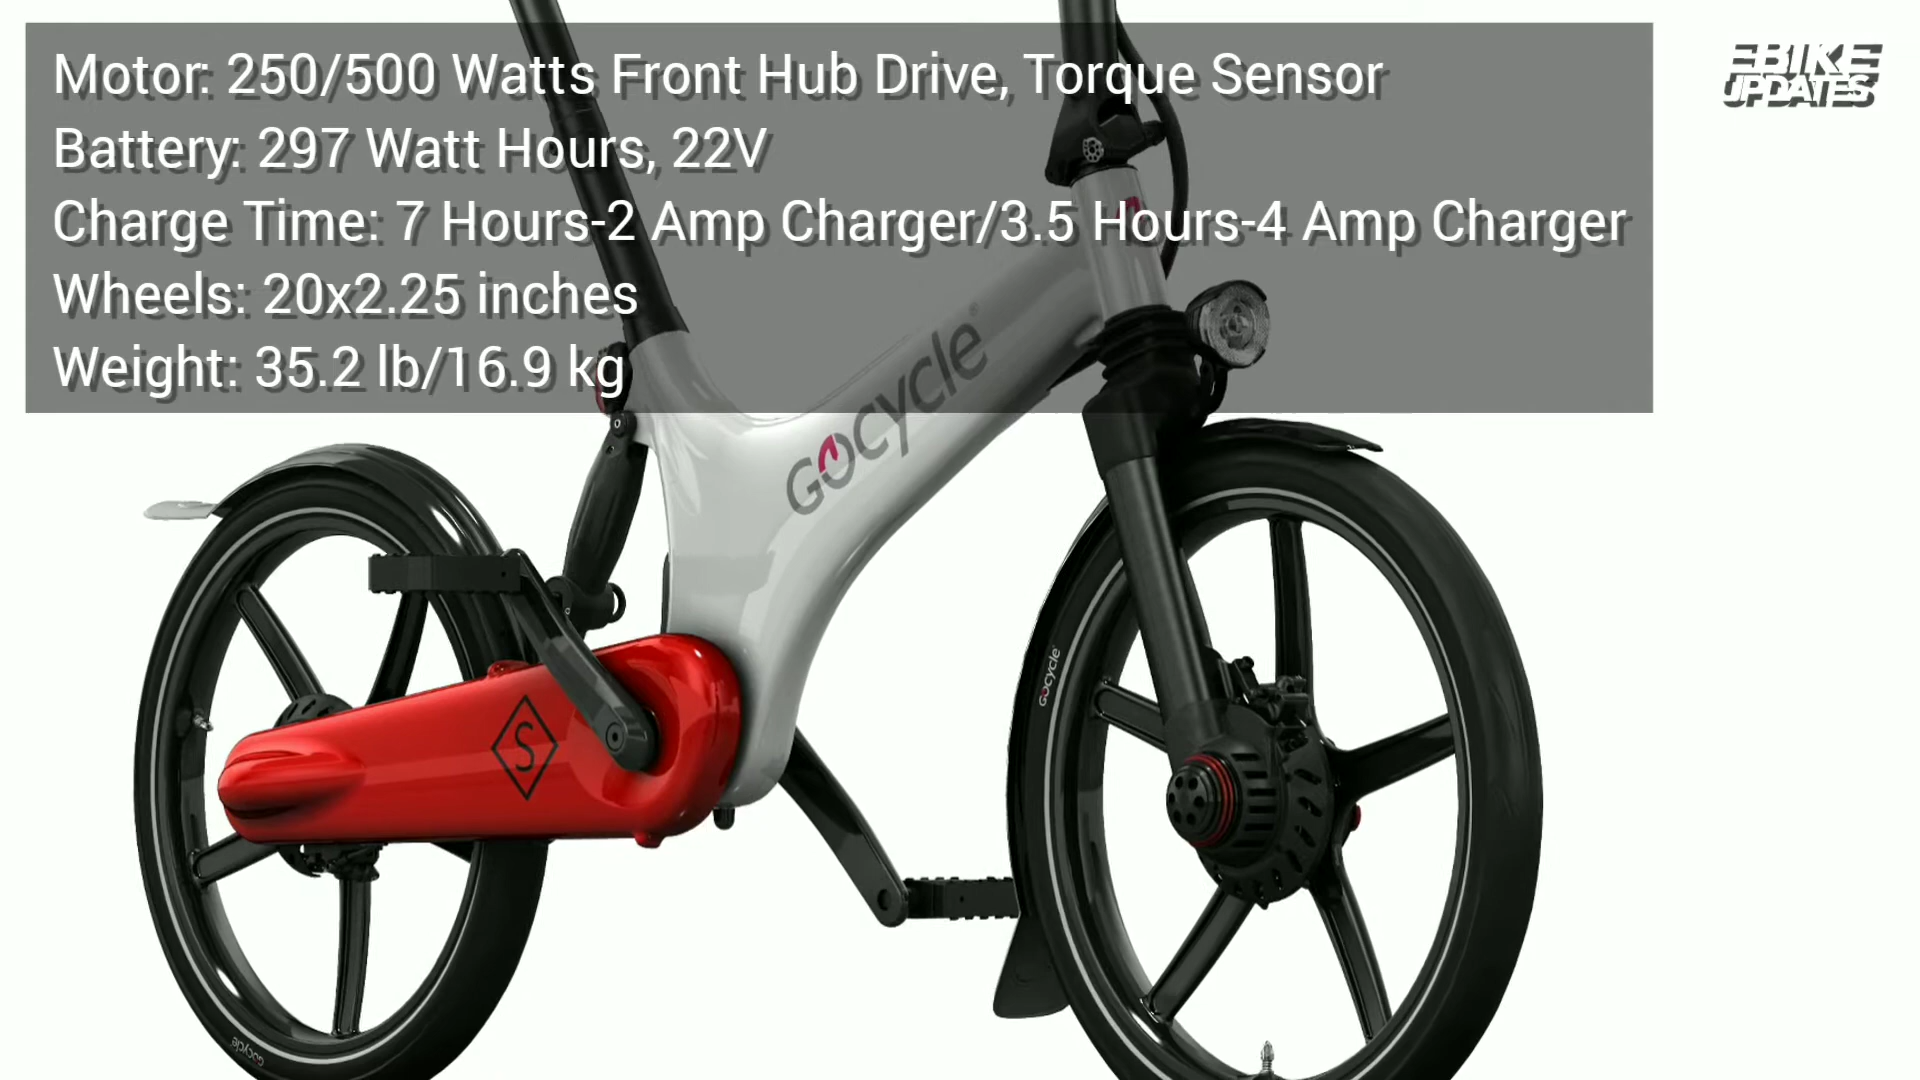 Motor: 250/500 Watts Front Hub Drive, Torque Sensor
EBIKE
UPDATES
Battery: 297 Watt Hours, 22V
Charge Time: 7 Hours-2 Amp Charger/3.5 Hours-4 Amp Charger
Wheels: 20x2.25 inches
Weight: 35.2 lb/16.9 kg
GOCYCLE®
S
GOCYCLE
GOCYCLE